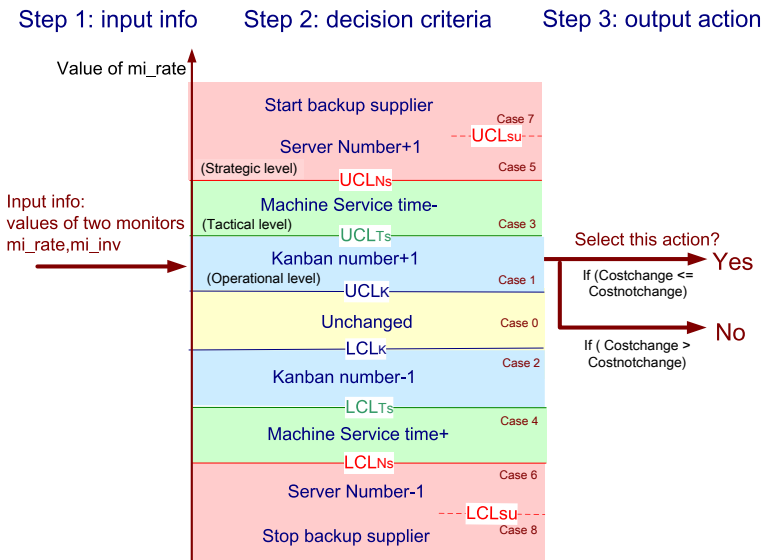 Step 1: input info
Step 2: decision criteria
Step 3: output action
Value of mi_rate
Start backup supplier
Case 7
UCLsu
Server Number+1
(Strategic level)
Case 5
UCLNs
Input info:
values of two monitors
mi_rate,mi_inv
Machine Service time-
(Tactical level)
Case 3
UCLTs
Kanban number+1
(Operational level)
Case 1
UCLK
Select this action?
Yes
If (Costchange <=
Costnotchange)
Unchanged
Case 0
No
If ( Costchange >
Costnotchange)
LCLK
Case 2
Kanban number-1
LCLTs
Case 4
Machine Service time+
LCLNs
Case 6
Server Number-1
LCLsu
Case 8
Stop backup supplier